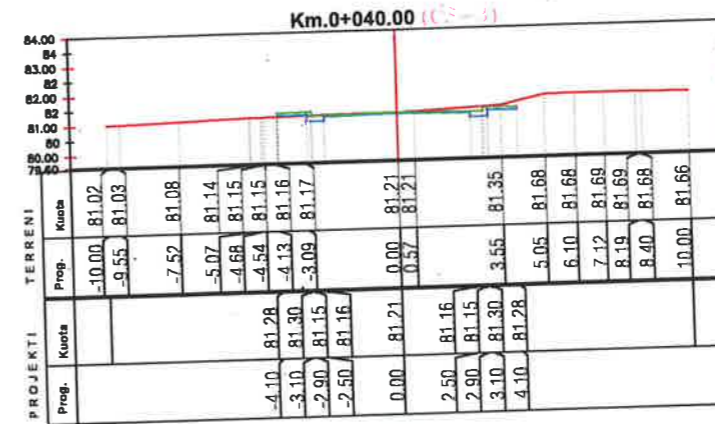 Km.0+040.00
84.00
84
83.00
82
82.00
82
81.00
80
80.00
79.60
TERRENI
Kuota 81.02 81.03 81.08 81.14 81.15 81.15 81.16 81.17 81.21 81.21 81.35 81.68 81.68 81.69 81.69 81.68 81.66
Prog. -10.00 -9.55 -7.52 -5.07 -4.68 -4.54 -4.13 -3.09 0.00 0.57 3.55 5.05 6.10 7.12 8.19 8.40 10.00
PROJEKTI
Kuota 81.28 81.30 81.15 81.16 81.21 81.16 81.15 81.30 81.28
Prog. -4.10 -3.10 -2.90 -2.50 0.00 2.50 2.90 3.10 4.10